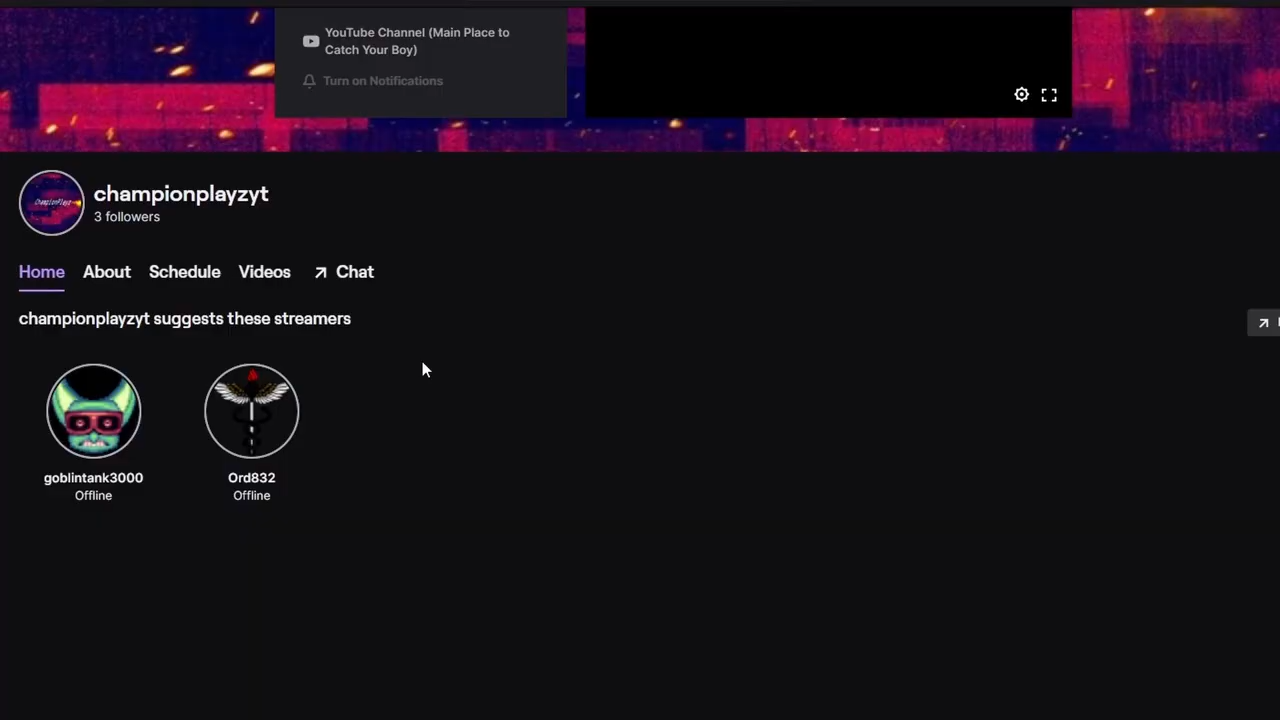 YouTube Channel (Main Place to
Catch Your Boy)
Turn on Notifications
ChampionPlayz
championplayzyt
3 followers
Home About Schedule Videos Chat
championplayzyt suggests these streamers
goblintank3000 Ord832
Offline Offline